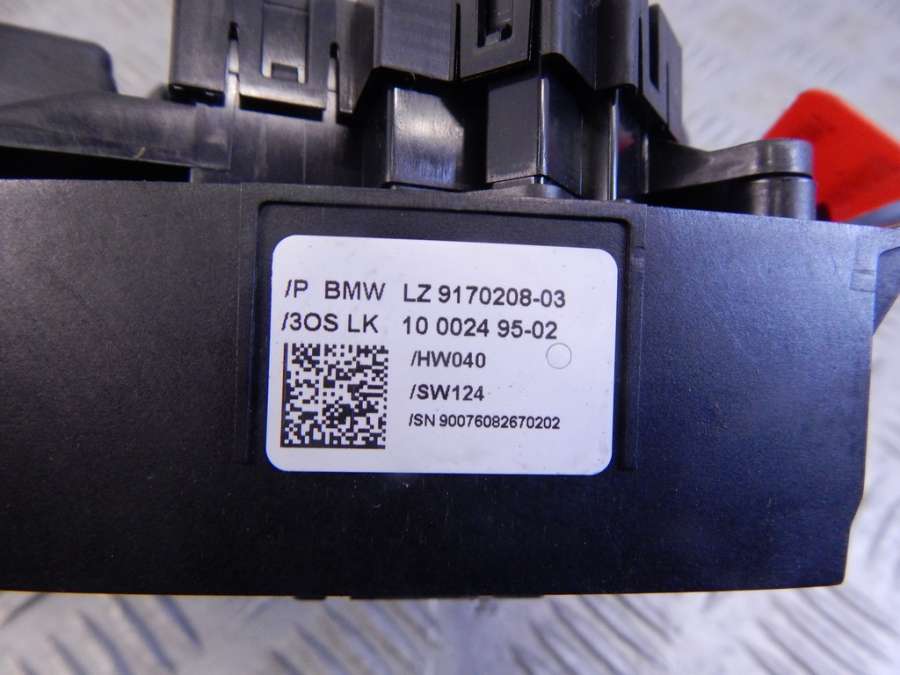 /P BMW LZ 9170208-03
/3OS LK 10 0024 95-02
/HW040
/SW124
/SN 90076082670202